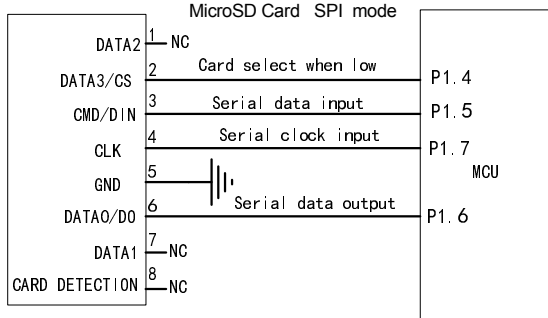 MicroSD Card SPI mode
DATA2 1 NC
DATA3/CS 2 Card select when low P1.4
CMD/DIN 3 Serial data input P1.5
CLK 4 Serial clock input P1.7
GND 5 MCU
DATA0/DO 6 Serial data output P1.6
DATA1 7 NC
CARD DETECTION 8 NC